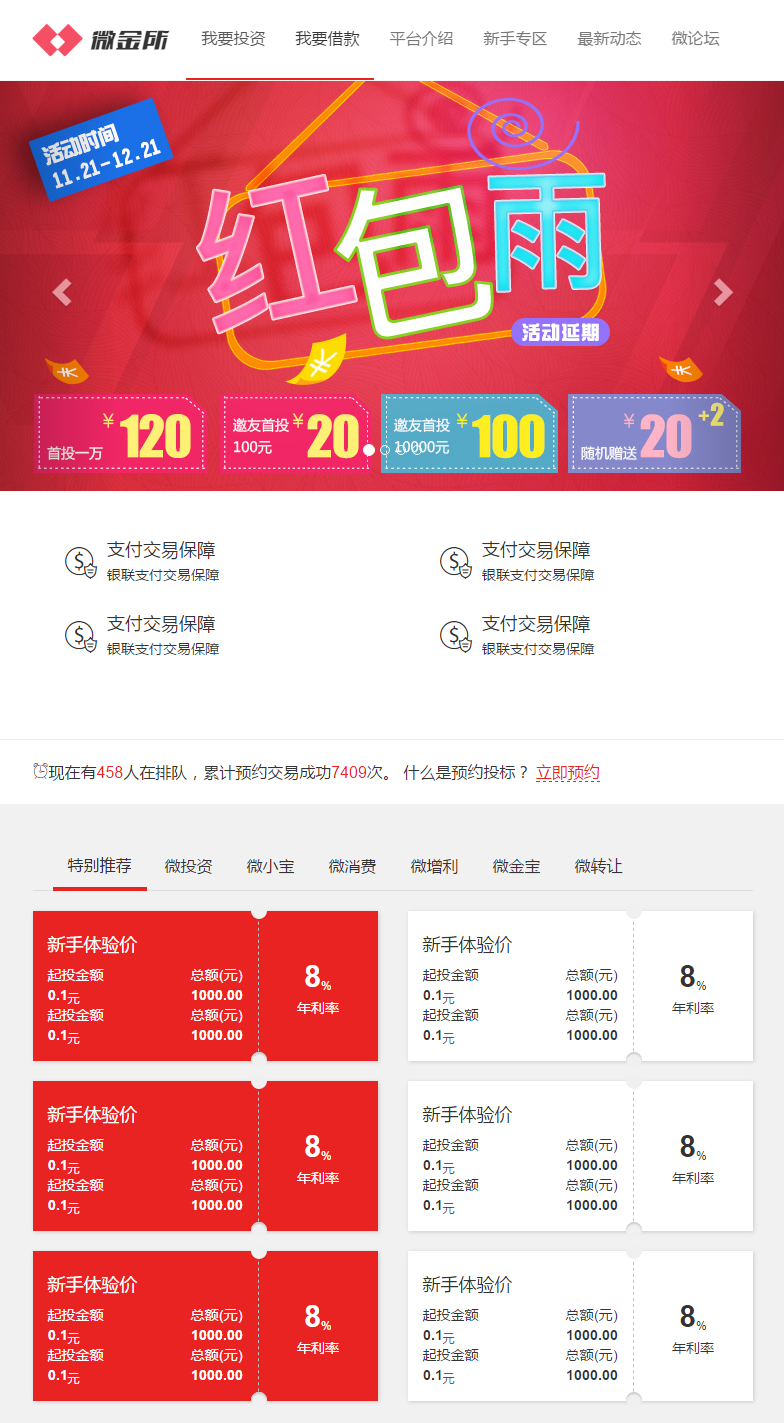 微金所
我要投资 我要借款 平台介绍 新手专区 最新动态 微论坛
活动时间
11.21-12.21
红包雨
活动延期
首投一万 ¥120
邀友首投 100元 ¥20
邀友首投 10000元 ¥100
随机赠送 ¥20 +2
支付交易保障
银联支付交易保障
支付交易保障
银联支付交易保障
支付交易保障
银联支付交易保障
支付交易保障
银联支付交易保障
现在有458人在排队，累计预约交易成功7409次。 什么是预约投标？ 立即预约
特别推荐 微投资 微小宝 微消费 微增利 微金宝 微转让
新手体验价
起投金额 总额(元)
0.1元 1000.00
起投金额 总额(元)
0.1元 1000.00
8%
年利率
新手体验价
起投金额 总额(元)
0.1元 1000.00
起投金额 总额(元)
0.1元 1000.00
8%
年利率
新手体验价
起投金额 总额(元)
0.1元 1000.00
起投金额 总额(元)
0.1元 1000.00
8%
年利率
新手体验价
起投金额 总额(元)
0.1元 1000.00
起投金额 总额(元)
0.1元 1000.00
8%
年利率
新手体验价
起投金额 总额(元)
0.1元 1000.00
起投金额 总额(元)
0.1元 1000.00
8%
年利率
新手体验价
起投金额 总额(元)
0.1元 1000.00
起投金额 总额(元)
0.1元 1000.00
8%
年利率